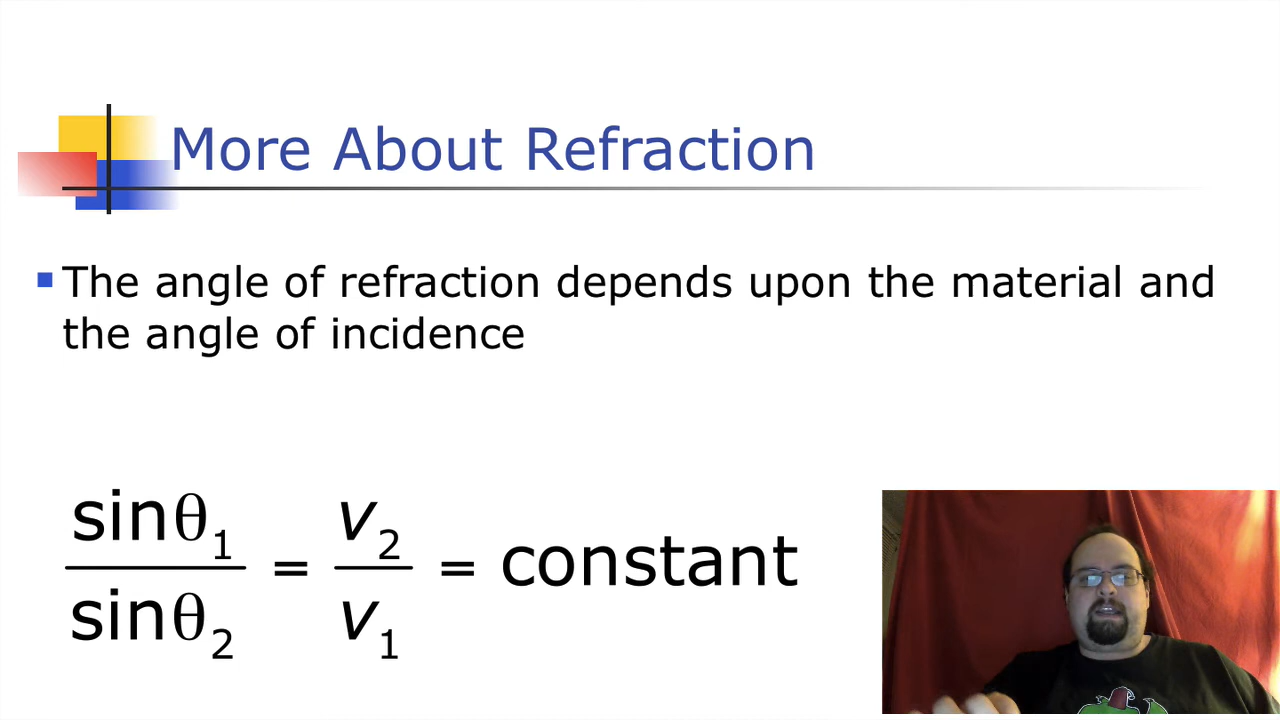 More About Refraction
The angle of refraction depends upon the material and
the angle of incidence
sinθ₁ / sinθ₂ = v₂ / v₁ = constant